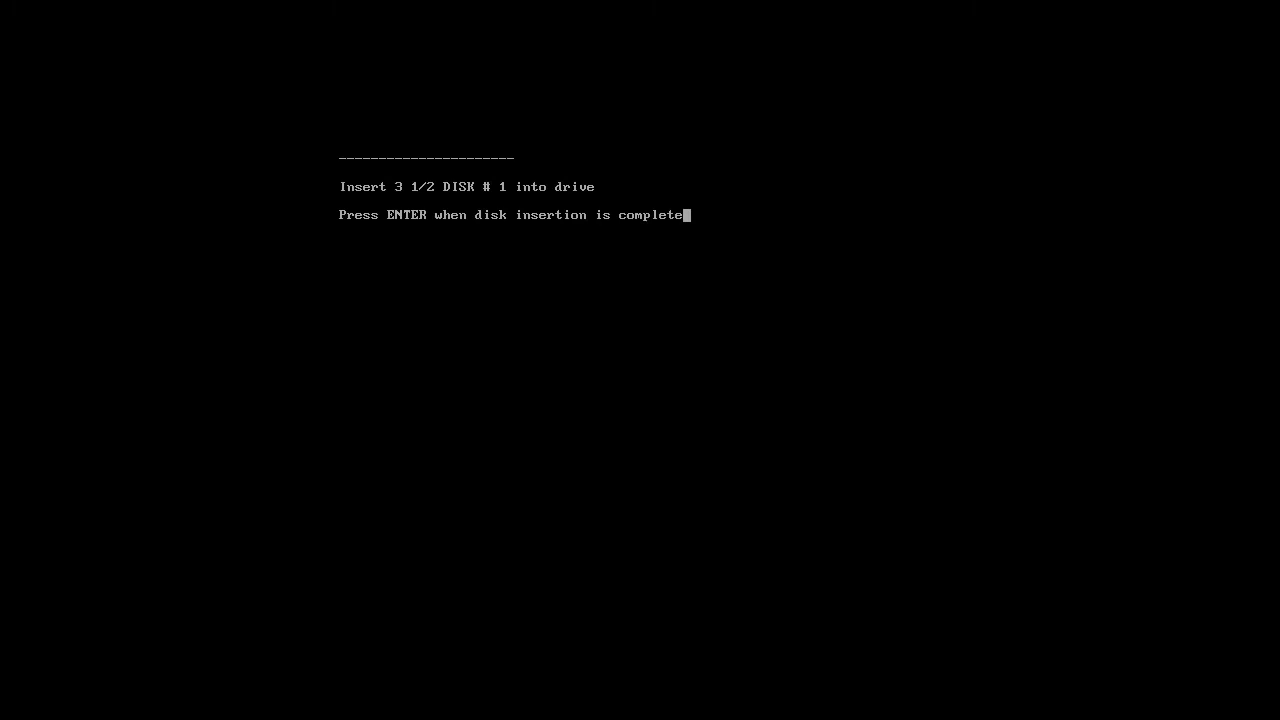 ----------------------
Insert 3 1/2 DISK # 1 into drive
Press ENTER when disk insertion is complete